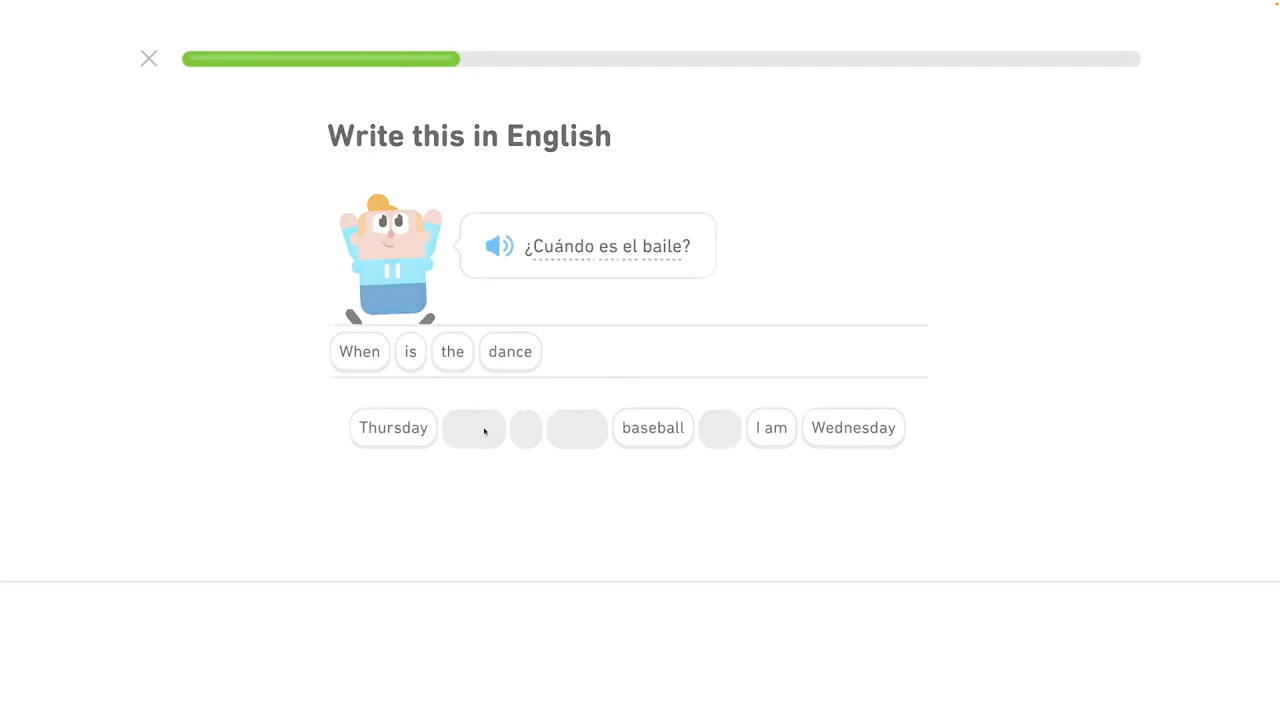 Write this in English
¿Cuándo es el baile?
When is the dance
Thursday baseball I am Wednesday